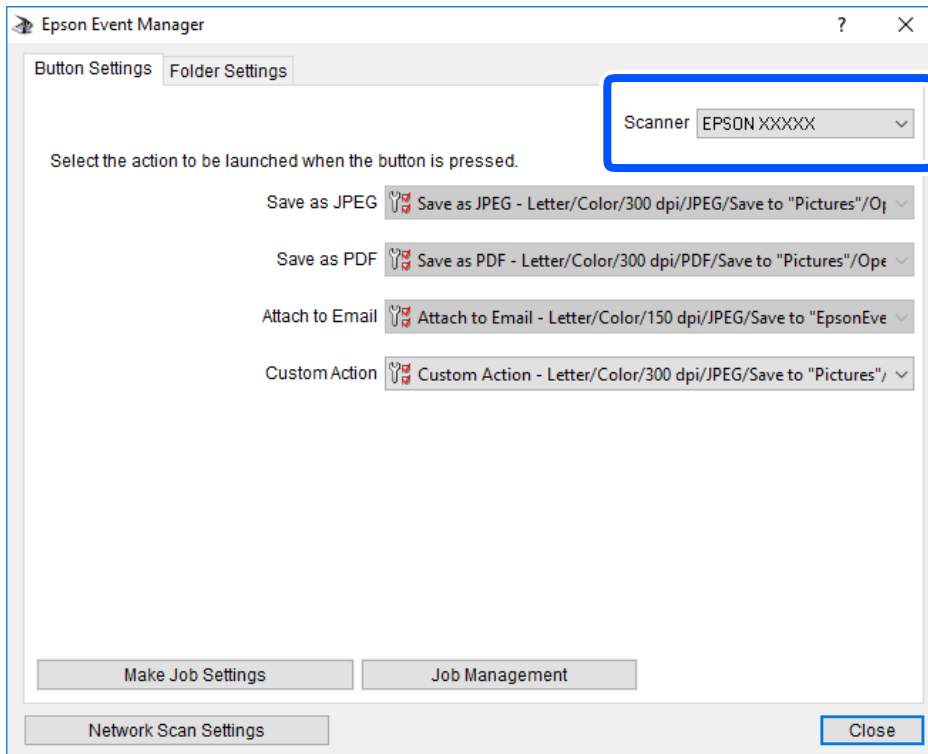 Epson Event Manager
Button Settings Folder Settings
Scanner EPSON XXXXX
Select the action to be launched when the button is pressed.
Save as JPEG Save as JPEG - Letter/Color/300 dpi/JPEG/Save to "Pictures"/Op
Save as PDF Save as PDF - Letter/Color/300 dpi/PDF/Save to "Pictures"/Ope
Attach to Email Attach to Email - Letter/Color/150 dpi/JPEG/Save to "EpsonEve
Custom Action Custom Action - Letter/Color/300 dpi/JPEG/Save to "Pictures"/
Make Job Settings Job Management
Network Scan Settings Close